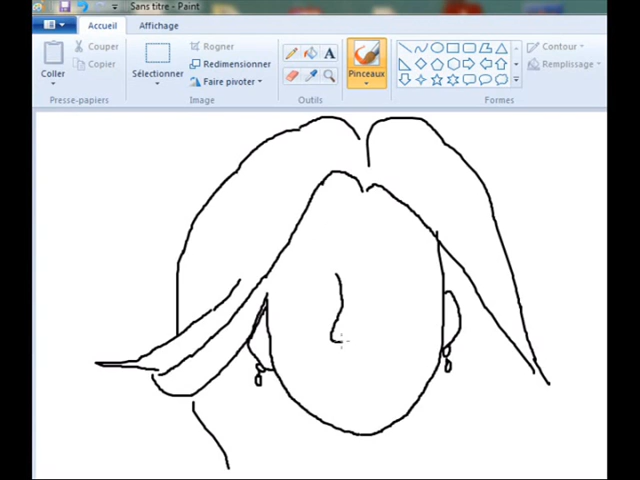 Sans titre - Paint
Accueil
Affichage
Coller
Couper
Copier
Presse-papiers
Sélectionner
Rogner
Redimensionner
Faire pivoter
Image
A
Outils
Pinceaux
Formes
Contour
Remplissage